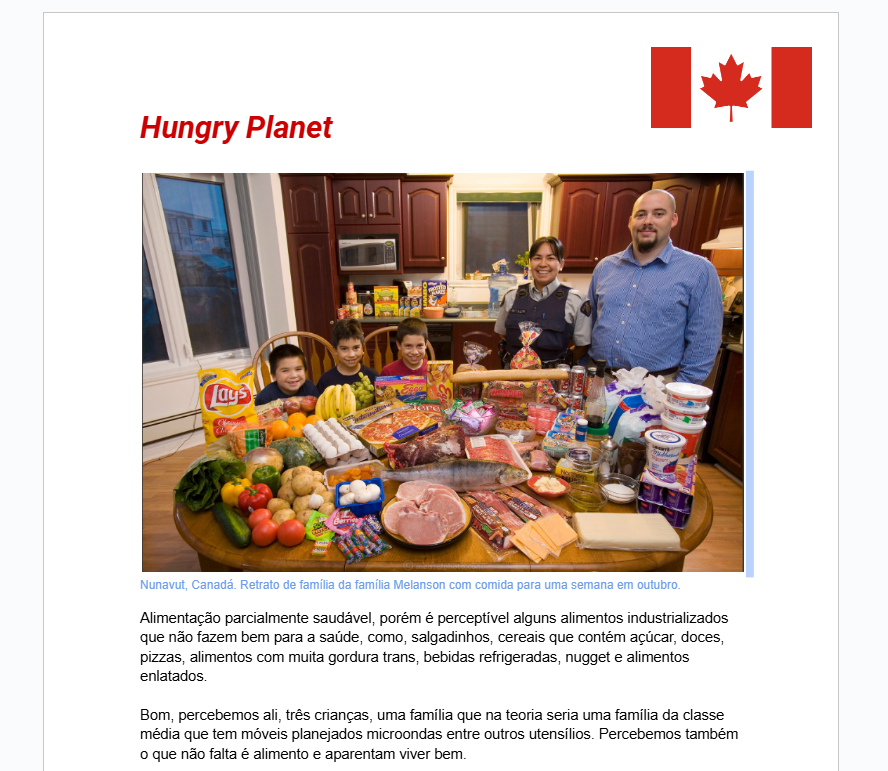 Hungry Planet
Lay's
Nunavut, Canadá. Retrato de família da família Melanson com comida para uma semana em outubro.
Alimentação parcialmente saudável, porém é perceptível alguns alimentos industrializados
que não fazem bem para a saúde, como, salgadinhos, cereais que contém açúcar, doces,
pizzas, alimentos com muita gordura trans, bebidas refrigeradas, nugget e alimentos
enlatados.
Bom, percebemos ali, três crianças, uma família que na teoria seria uma família da classe
média que tem móveis planejados microondas entre outros utensílios. Percebemos também
o que não falta é alimento e aparentam viver bem.